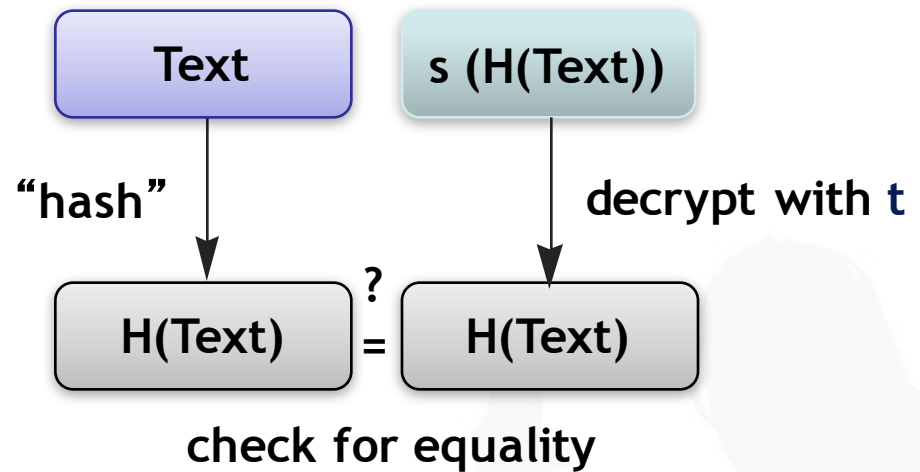 Text
s (H(Text))
“hash”
decrypt with t
H(Text)
?
=
H(Text)
check for equality